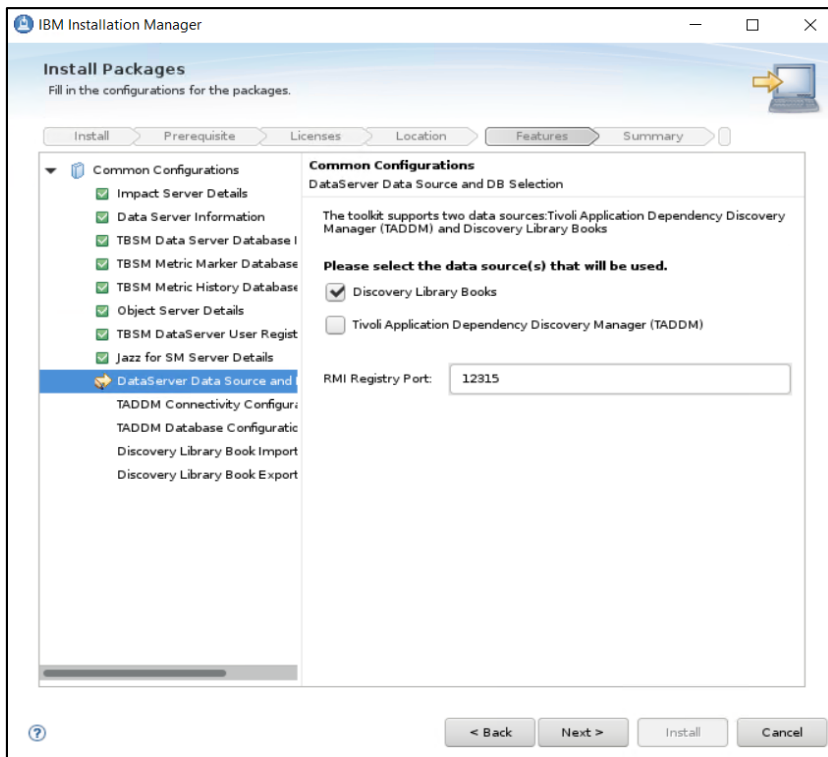 IBM Installation Manager
Install Packages
Fill in the configurations for the packages.
Install Prerequisite Licenses Location Features Summary
Common Configurations
Impact Server Details
Data Server Information
TBSM Data Server Database I
TBSM Metric Marker Database
TBSM Metric History Database
Object Server Details
TBSM DataServer User Regist
Jazz for SM Server Details
DataServer Data Source and
TADDM Connectivity Configura
TADDM Database Configuratic
Discovery Library Book Import
Discovery Library Book Export
Common Configurations
DataServer Data Source and DB Selection
The toolkit supports two data sources:Tivoli Application Dependency Discovery
Manager (TADDM) and Discovery Library Books
Please select the data source(s) that will be used.
Discovery Library Books
Tivoli Application Dependency Discovery Manager (TADDM)
RMI Registry Port: 12315
?
< Back Next > Install Cancel